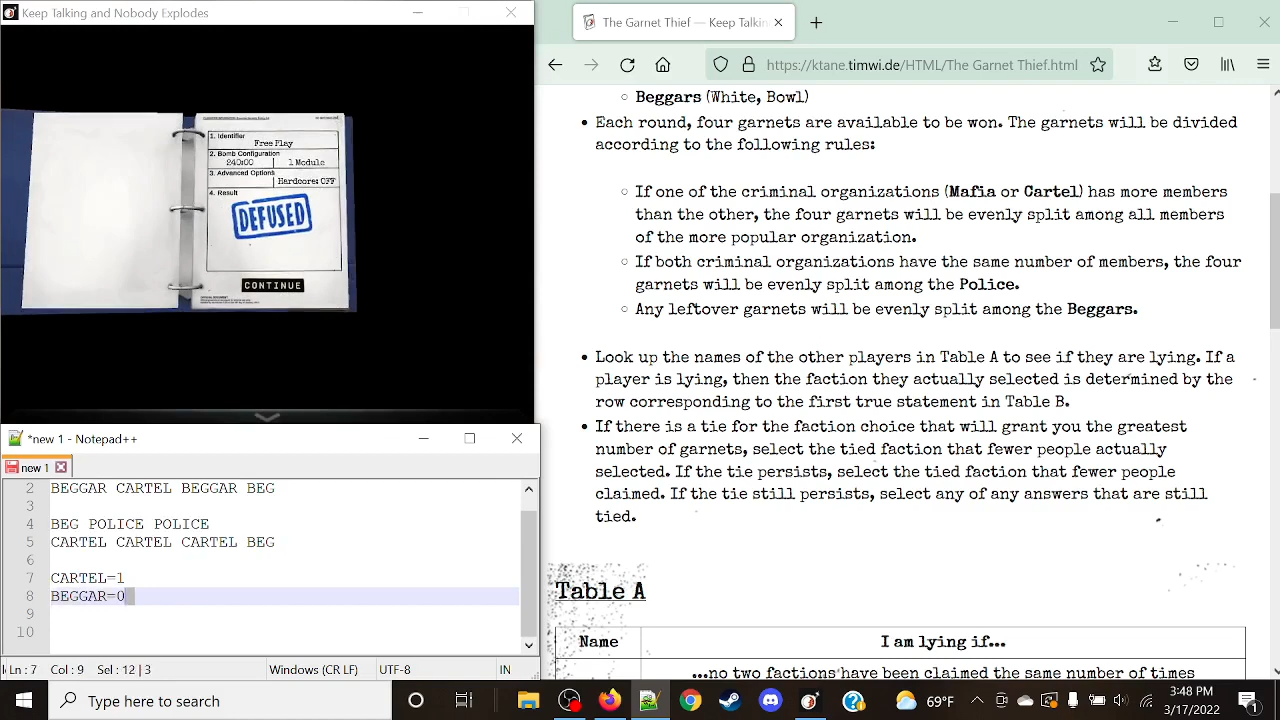 Keep Talking and Nobody Explodes
1. Identifier
Free Play
2. Bomb Configuration
240:00
1 Module
3. Advanced Options
Hardcore: OFF
4. Result
DEFUSED
CONTINUE
The Garnet Thief — Keep Talkin
https://ktane.timwi.de/HTML/The Garnet Thief.html
Beggars (White, Bowl)
Each round, four garnets are available to be won. The garnets will be divided
according to the following rules:
If one of the criminal organizations (Mafia or Cartel) has more members
than the other, the four garnets will be evenly split among all members
of the more popular organization.
If both criminal organizations have the same number of members, the four
garnets will be evenly split among the Police.
Any leftover garnets will be evenly split among the Beggars.
Look up the names of the other players in Table A to see if they are lying. If a
player is lying, then the faction they actually selected is determined by the
row corresponding to the first true statement in Table B.
If there is a tie for the faction choice that will grant you the greatest
number of garnets, select the tied faction that fewer people actually
selected. If the tie persists, select the tied faction that fewer people
claimed. If the tie still persists, select any of any answers that are still
tied.
Table A
Name
I am lying if...
...no two factions have been claimed the same number of times
*new 1 - Notepad++
new 1
2 BEGGAR CARTEL BEGGAR BEG
3
4 BEG POLICE POLICE
5 CARTEL CARTEL CARTEL BEG
6
7 CARTEL=1
8 BEGGAR=0
9
10
Ln : 7 Col : 9 Sel : 12 | 3
Windows (CR LF)
UTF-8
IN
Type here to search
69°F
3:48 PM
3/17/2022
1